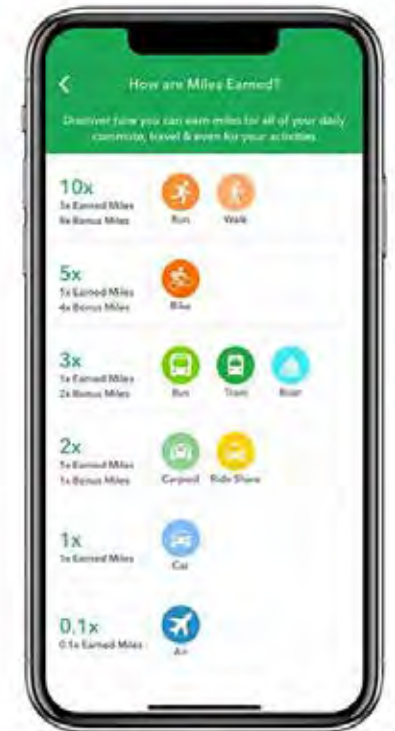 How are Miles Earned?
Discover how you can earn miles for all of your daily
commute, travel & even for your activities
10x
1x Earned Miles
9x Bonus Miles
Run Walk
5x
1x Earned Miles
4x Bonus Miles
Bike
3x
1x Earned Miles
2x Bonus Miles
Bus Train Boat
2x
1x Earned Miles
1x Bonus Miles
Carpool Ride Share
1x
1x Earned Miles
Car
0.1x
0.1x Earned Miles
Air